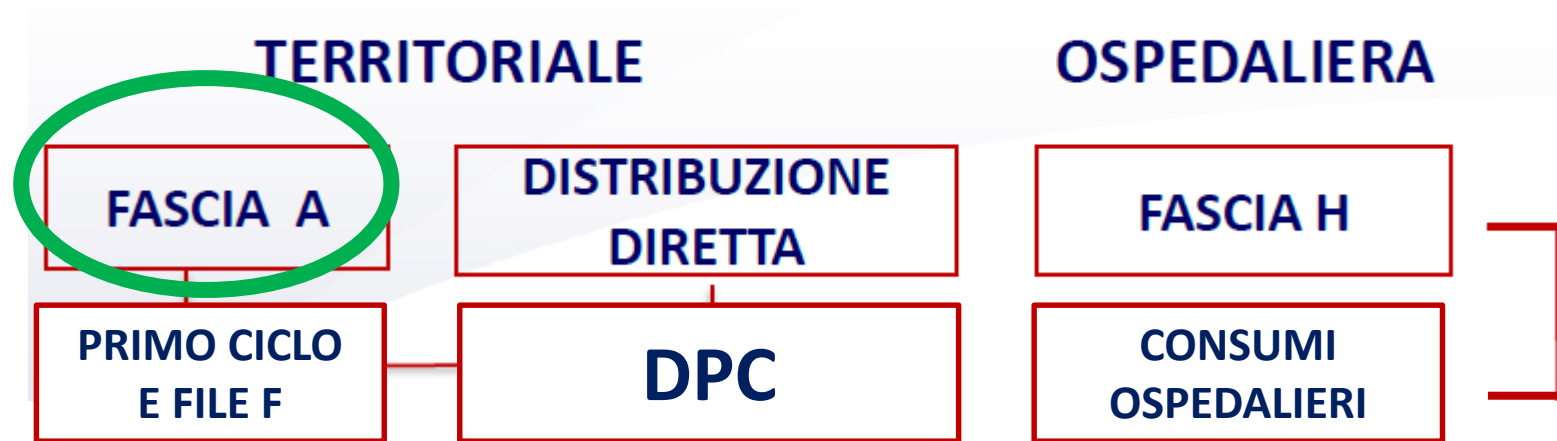 TERRITORIALE
OSPEDALIERA
FASCIA A
DISTRIBUZIONE
DIRETTA
FASCIA H
PRIMO CICLO
E FILE F
DPC
CONSUMI
OSPEDALIERI